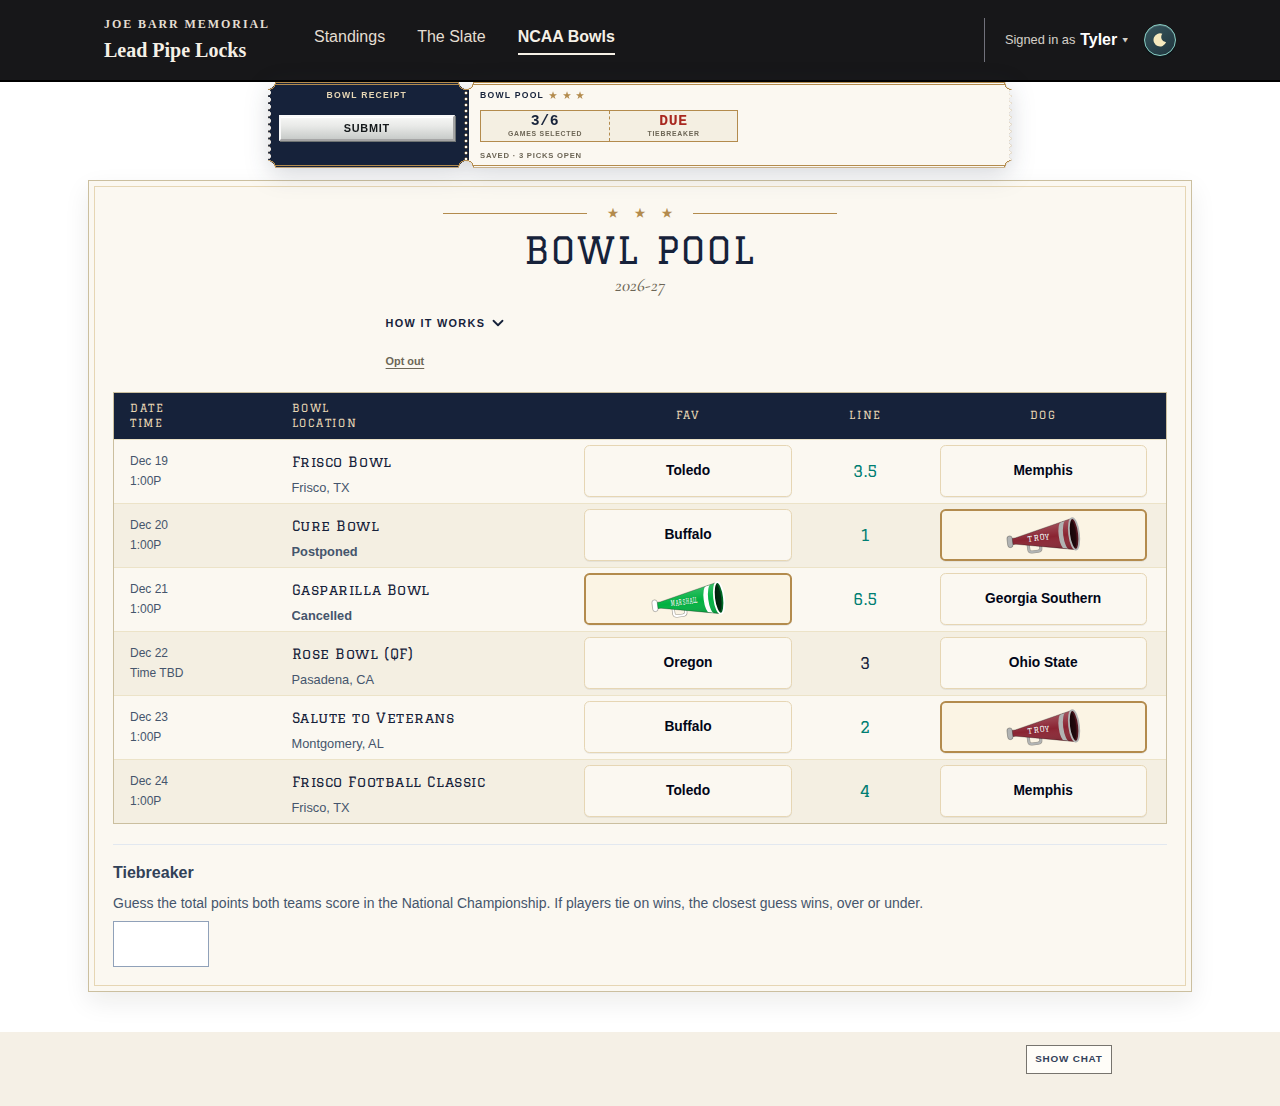 JOE BARR MEMORIAL
Lead Pipe Locks
Standings
The Slate
NCAA Bowls
Signed in as Tyler ▾
BOWL RECEIPT
SUBMIT
BOWL POOL ★ ★ ★
3/6
GAMES SELECTED
DUE
TIEBREAKER
SAVED · 3 PICKS OPEN
★ ★ ★
BOWL POOL
2026-27
HOW IT WORKS
Opt out
DATE
TIME
BOWL
LOCATION
FAV
LINE
DOG
Dec 19
1:00P
Frisco Bowl
Frisco, TX
Toledo
3.5
Memphis
Dec 20
1:00P
Cure Bowl
Postponed
Buffalo
1
TROY
Dec 21
1:00P
Gasparilla Bowl
Cancelled
MARSHALL
6.5
Georgia Southern
Dec 22
Time TBD
Rose Bowl (QF)
Pasadena, CA
Oregon
3
Ohio State
Dec 23
1:00P
Salute to Veterans
Montgomery, AL
Buffalo
2
TROY
Dec 24
1:00P
Frisco Football Classic
Frisco, TX
Toledo
4
Memphis
Tiebreaker
Guess the total points both teams score in the National Championship. If players tie on wins, the closest guess wins, over or under.
SHOW CHAT